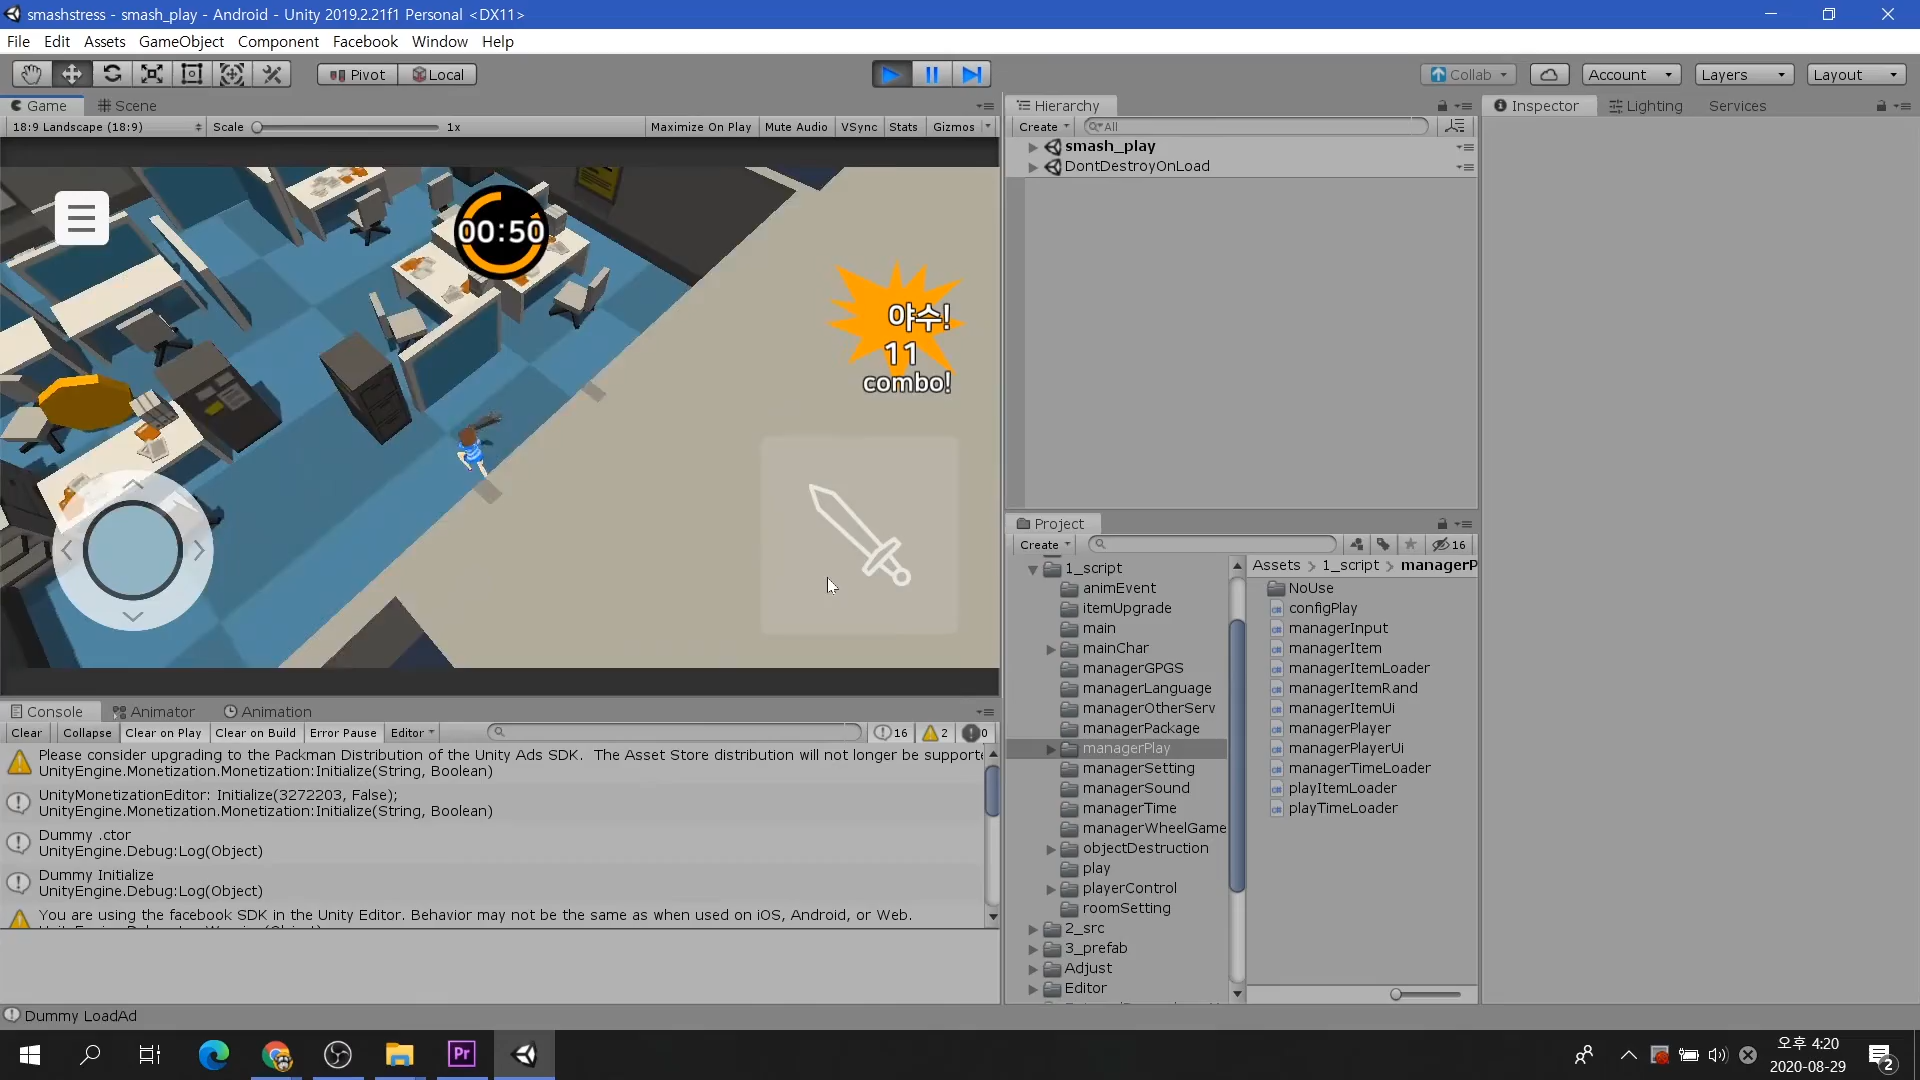 smashstress - smash_play - Android - Unity 2019.2.21f1 Personal <DX11>
File Edit Assets GameObject Component Facebook Window Help
Pivot Local
Collab Account Layers Layout
Game Scene
18:9 Landscape (18:9) Scale 1x Maximize On Play Mute Audio VSync Stats Gizmos
00:50
야수!
11
combo!
Console Animator Animation
Clear Collapse Clear on Play Clear on Build Error Pause Editor 16 2 0
Please consider upgrading to the Packman Distribution of the Unity Ads SDK. The Asset Store distribution will not longer be supporte
UnityEngine.Monetization.Monetization:Initialize(String, Boolean)
UnityMonetizationEditor: Initialize(3272203, False);
UnityEngine.Monetization.Monetization:Initialize(String, Boolean)
Dummy .ctor
UnityEngine.Debug:Log(Object)
Dummy Initialize
UnityEngine.Debug:Log(Object)
You are using the facebook SDK in the Unity Editor. Behavior may not be the same as when used on iOS, Android, or Web.
Dummy LoadAd
Hierarchy
Create All
smash_play
DontDestroyOnLoad
Project
Create 16
1_script
animEvent
itemUpgrade
main
mainChar
managerGPGS
managerLanguage
managerOtherServ
managerPackage
managerPlay
managerSetting
managerSound
managerTime
managerWheelGame
objectDestruction
play
playerControl
roomSetting
2_src
3_prefab
Adjust
Editor
Assets > 1_script > managerP
NoUse
configPlay
managerInput
managerItem
managerItemLoader
managerItemRand
managerItemUi
managerPlayer
managerPlayerUi
managerTimeLoader
playItemLoader
playTimeLoader
Inspector Lighting Services
Pr
오후 4:20
2020-08-29
2